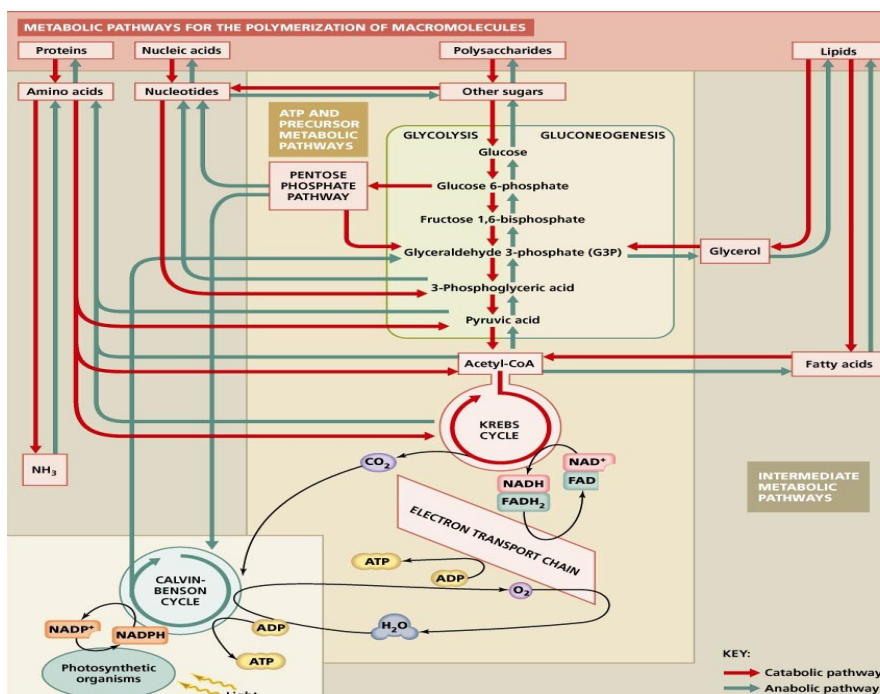 METABOLIC PATHWAYS FOR THE POLYMERIZATION OF MACROMOLECULES
Proteins
Nucleic acids
Polysaccharides
Lipids
Amino acids
Nucleotides
Other sugars
ATP AND
PRECURSOR
METABOLIC
PATHWAYS
GLYCOLYSIS
GLUCONEOGENESIS
Glucose
PENTOSE
PHOSPHATE
PATHWAY
Glucose 6-phosphate
Fructose 1,6-bisphosphate
Glyceraldehyde 3-phosphate (G3P)
Glycerol
3-Phosphoglyceric acid
Pyruvic acid
Acetyl-CoA
Fatty acids
KREBS
CYCLE
NH₃
CO₂
NAD⁺
FAD
NADH
FADH₂
INTERMEDIATE
METABOLIC
PATHWAYS
ELECTRON TRANSPORT CHAIN
ATP
ADP
O₂
H₂O
CALVIN-
BENSON
CYCLE
NADP⁺
NADPH
ADP
ATP
Photosynthetic
organisms
Light
KEY:
Catabolic pathway
Anabolic pathway